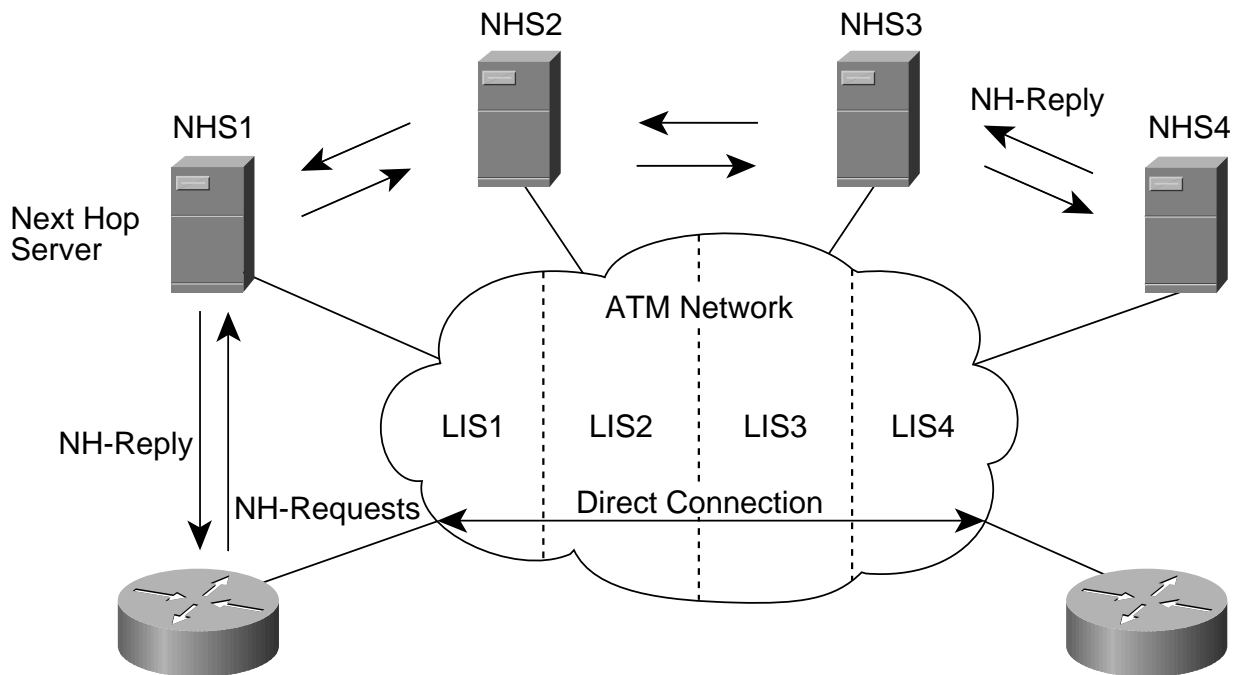 NHS2
NHS3
NHS1
NH-Reply
NHS4
Next Hop
Server
ATM Network
LIS1
LIS2
LIS3
LIS4
NH-Reply
NH-Requests
Direct Connection